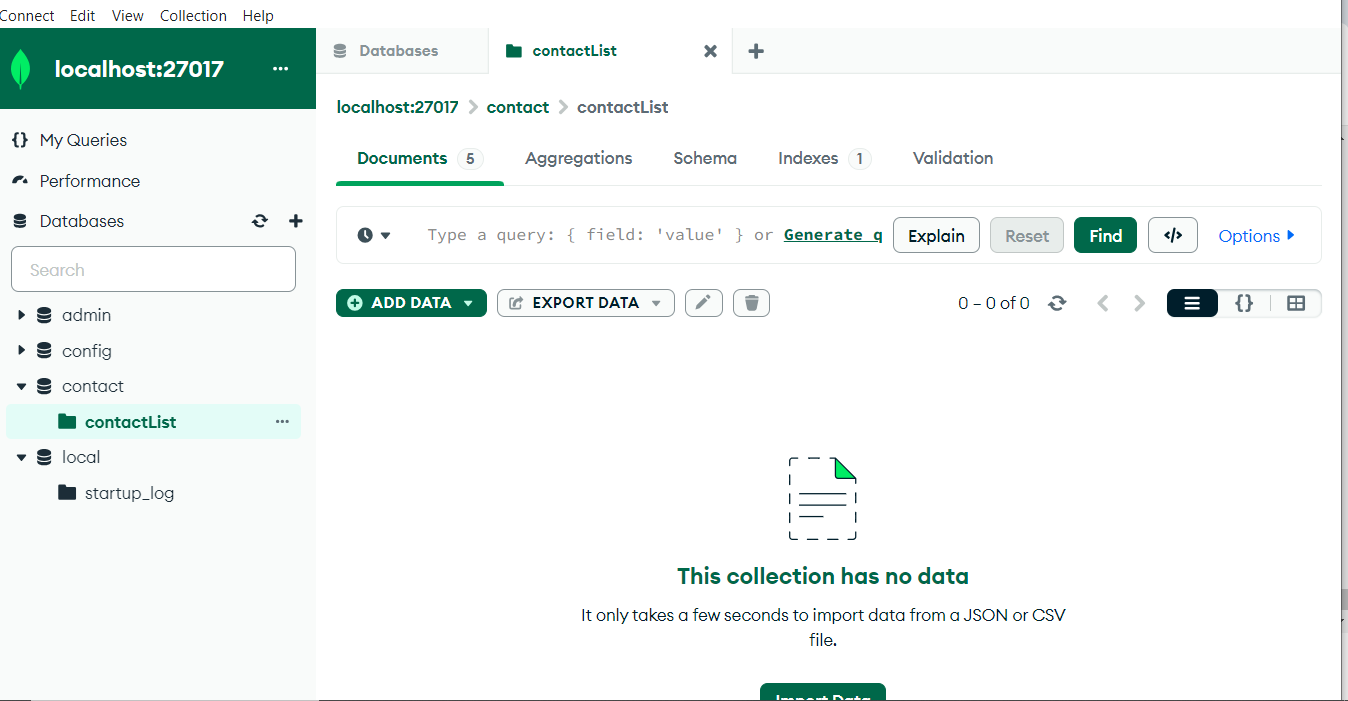 Connect Edit View Collection Help
localhost:27017 ...
Databases
contactList
localhost:27017 > contact > contactList
My Queries
Performance
Databases
Search
admin
config
contact
contactList ...
local
startup_log
Documents 5 Aggregations Schema Indexes 1 Validation
Type a query: { field: 'value' } or Generate q
Explain Reset Find </> Options
ADD DATA EXPORT DATA 0 – 0 of 0 {}
This collection has no data
It only takes a few seconds to import data from a JSON or CSV
file.
Import Data